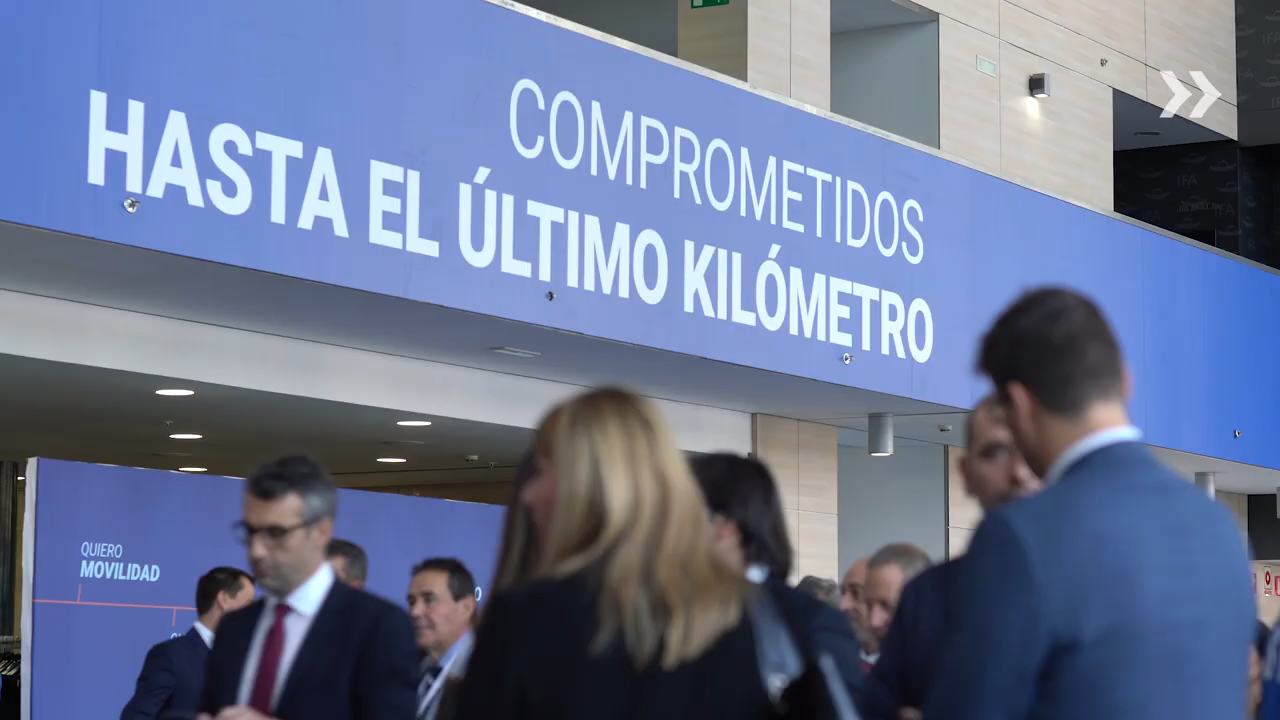 COMPROMETIDOS
HASTA EL ÚLTIMO KILÓMETRO
QUIERO
MOVILIDAD